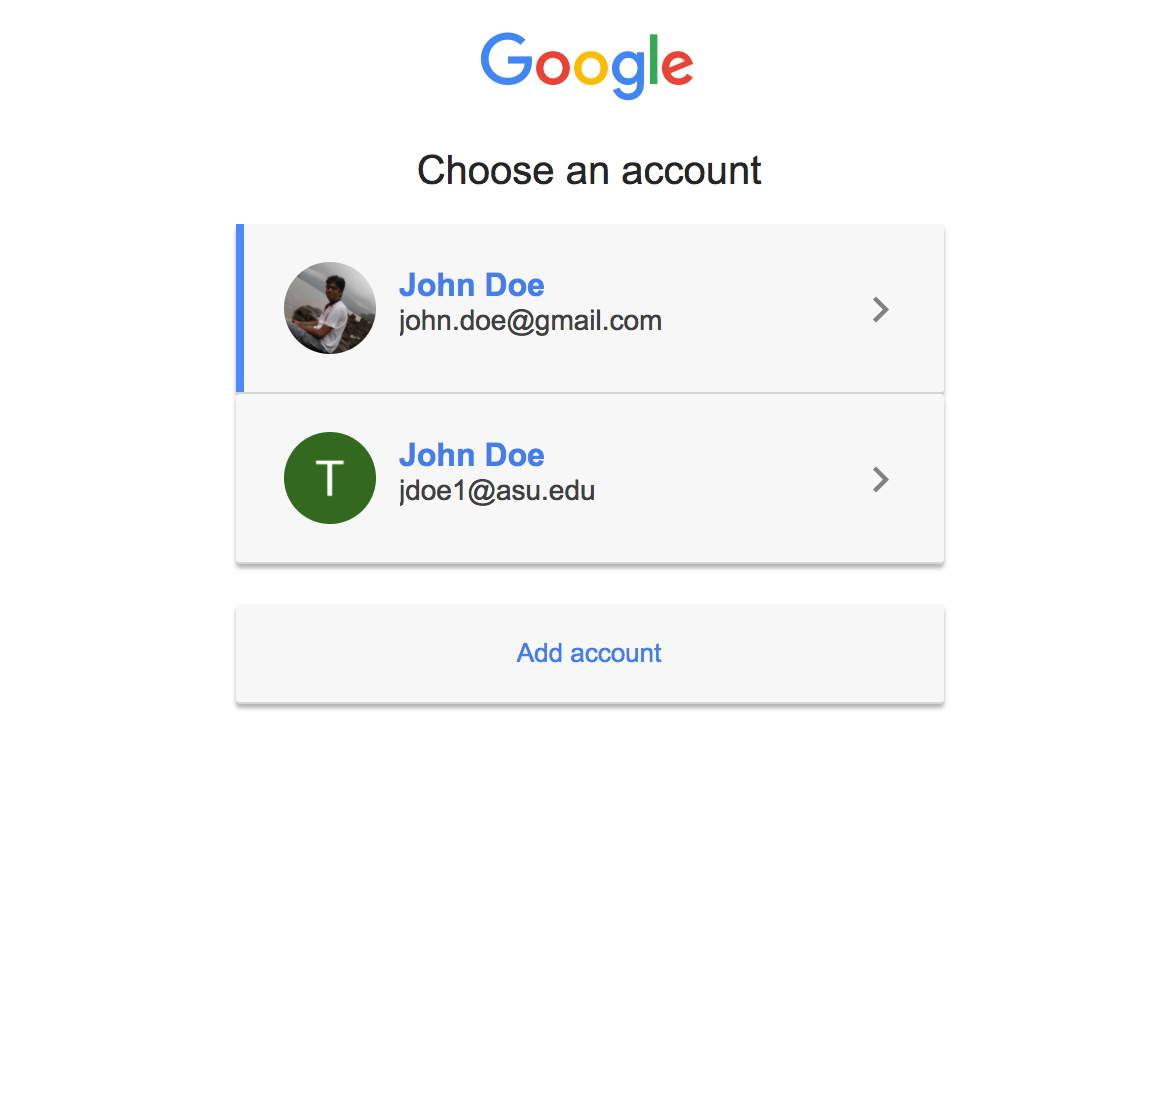 Google
Choose an account
John Doe
john.doe@gmail.com
T
John Doe
jdoe1@asu.edu
Add account